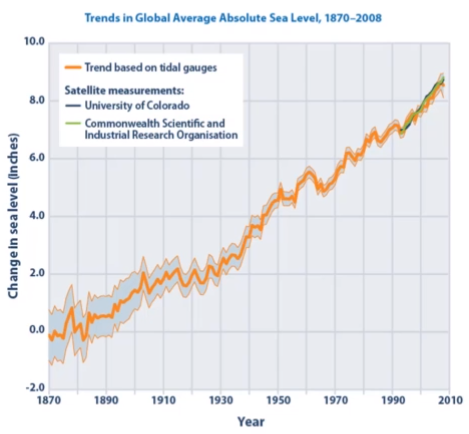 Trends in Global Average Absolute Sea Level, 1870–2008
10.0
Trend based on tidal gauges
Satellite measurements:
University of Colorado
Commonwealth Scientific and
Industrial Research Organisation
8.0
6.0
4.0
2.0
0.0
-2.0
Change in sea level (Inches)
1870
1890
1910
1930
1950
1970
1990
2010
Year